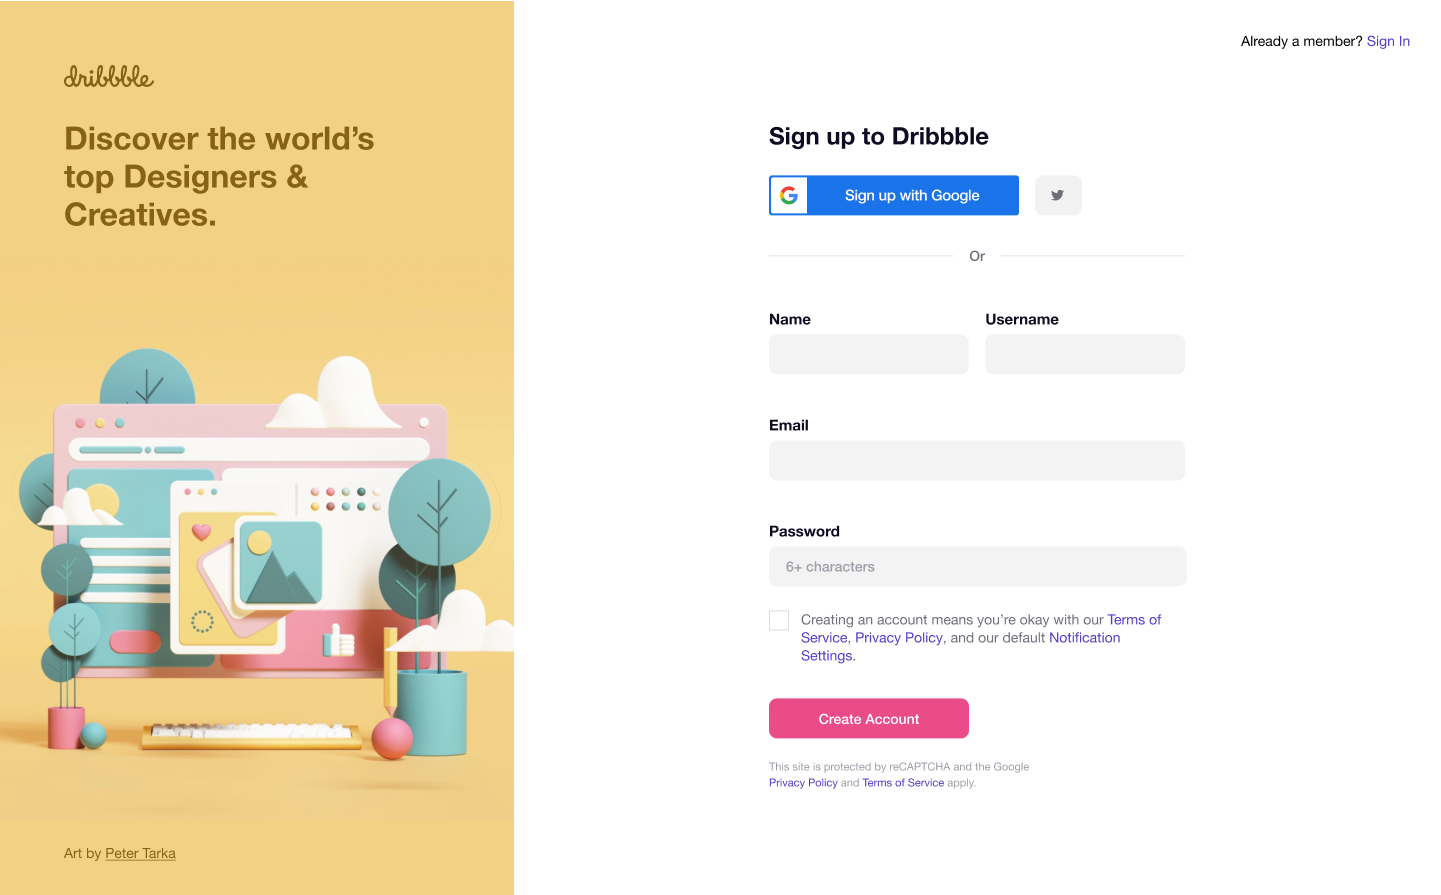 dribbble
Discover the world’s
top Designers &
Creatives.
Art by Peter Tarka
Already a member? Sign In
Sign up to Dribbble
Sign up with Google
Or
Name
Username
Email
Password
6+ characters
Creating an account means you’re okay with our Terms of
Service, Privacy Policy, and our default Notification
Settings.
Create Account
This site is protected by reCAPTCHA and the Google
Privacy Policy and Terms of Service apply.